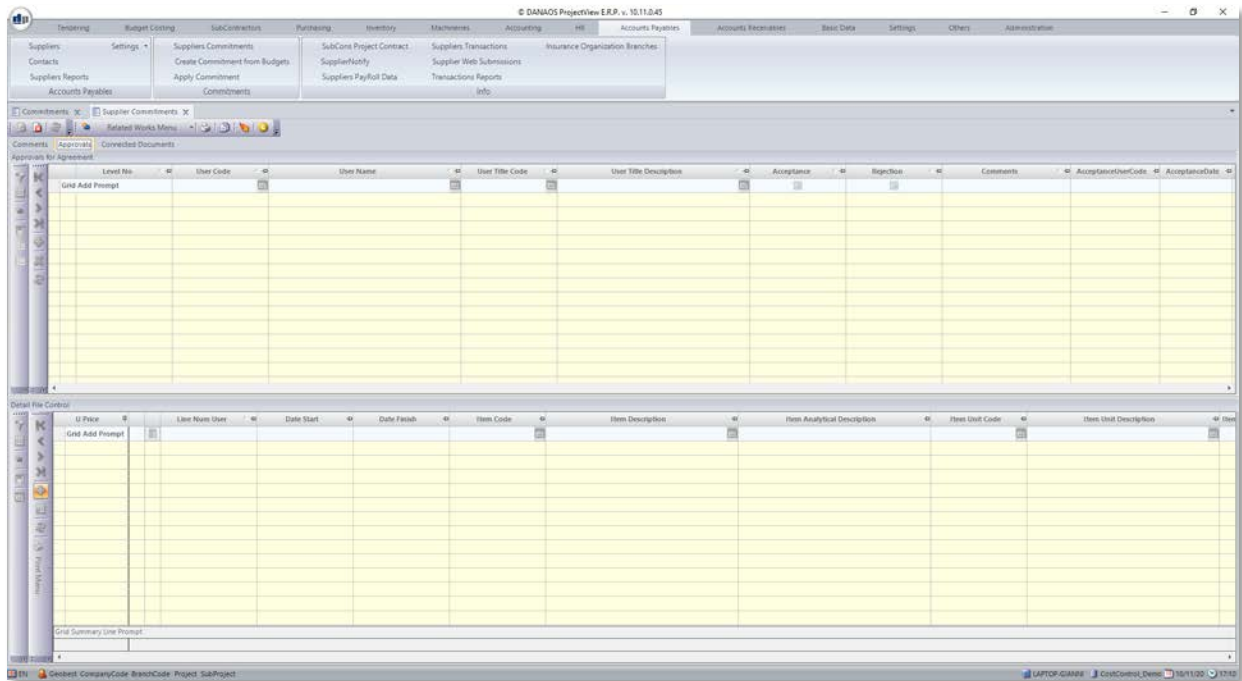 © DANAOS ProjectView E.R.P. v. 10.11.0.45
Tendering Budget Costing SubContractors Purchasing Inventory Machineries Accounting HR Accounts Payables Accounts Receivables Basic Data Settings Others Administration
Suppliers Settings Suppliers Commitments SubCons Project Contract Suppliers Transactions Insurance Organization Branches
Contacts Create Commitment from Budgets SupplierNotify Supplier Web Submissions
Suppliers Reports Apply Commitment Suppliers PayRoll Data Transactions Reports
Accounts Payables Commitments Info
Commitments Supplier Commitments
Related Works Menu
Comments Approvals Connected Documents
Approvals for Agreement
Level No User Code User Name User Title Code User Title Description Acceptance Rejection Comments AcceptanceUserCode AcceptanceDate
Grid Add Prompt
Detail File Control
U Price Line Num User Date Start Date Finish Item Code Item Description Item Analytical Description Item Unit Code Item Unit Description Item
Grid Add Prompt
Print Menu
Grid Summary Line Prompt
EN Geobest CompanyCode BranchCode Project SubProject LAPTOP-GIANNI CostControl_Demo 10/11/20